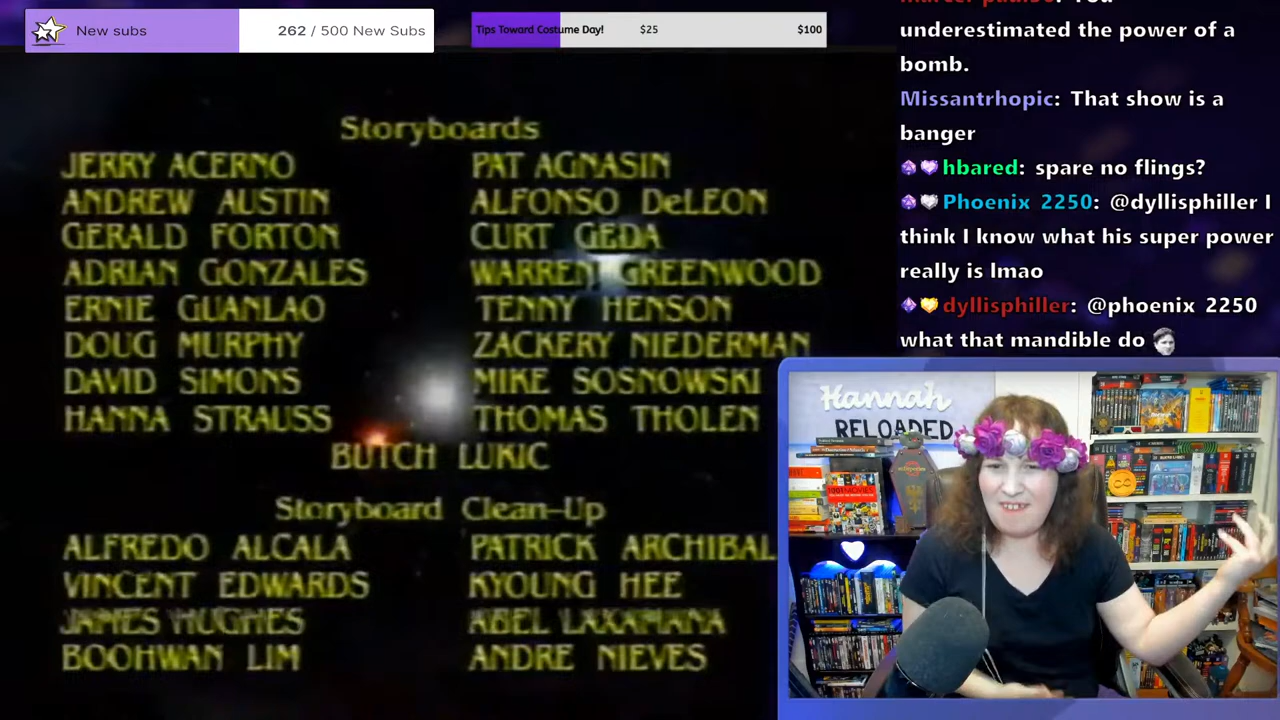 New subs
262 / 500 New Subs
Tips Toward Costume Day!
$25
$100
Storyboards
JERRY ACERNO
PAT AGNASIN
ANDREW AUSTIN
ALFONSO DeLEON
GERALD FORTON
CURT GEDA
ADRIAN GONZALES
WARREN GREENWOOD
ERNIE GUANLAO
TENNY HENSON
DOUG MURPHY
ZACKERY NIEDERMAN
DAVID SIMONS
MIKE SOSNOWSKI
HANNA STRAUSS
THOMAS THOLEN
BUTCH LUKIC
Storyboard Clean-Up
ALFREDO ALCALA
PATRICK ARCHIBAL
VINCENT EDWARDS
KYOUNG HEE
JAMES HUGHES
ABEL LAXAMANA
BOOHWAN LIM
ANDRE NIEVES
marcer paul30: You
underestimated the power of a
bomb.
Missantrhopic: That show is a
banger
hbared: spare no flings?
Phoenix 2250: @dyllisphiller I
think I know what his super power
really is lmao
dyllisphiller: @phoenix 2250
what that mandible do
Hannah
RELOADED